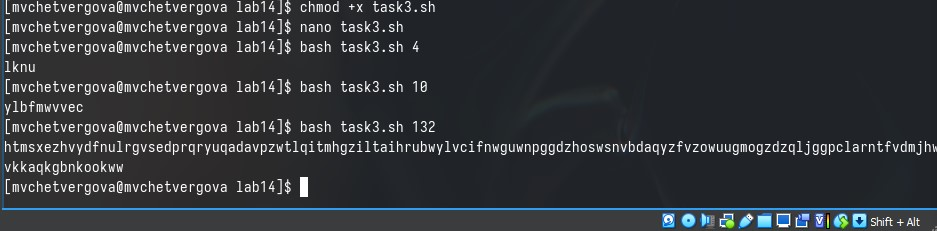 [mvchetvergova@mvchetvergova lab14]$ chmod +x task3.sh
[mvchetvergova@mvchetvergova lab14]$ nano task3.sh
[mvchetvergova@mvchetvergova lab14]$ bash task3.sh 4
lknu
[mvchetvergova@mvchetvergova lab14]$ bash task3.sh 10
ylbfmwvvec
[mvchetvergova@mvchetvergova lab14]$ bash task3.sh 132
htmsxezhvydfnulrgvsedprqryuqadavpzwtlqitmhgziltaihrubwylvcifnwguwnpggdzhoswsnvbdaqyzfvzowuugmogzdzqljggpclarntfvdmjhw
vkkaqkgbnkookww
[mvchetvergova@mvchetvergova lab14]$
Shift + Alt